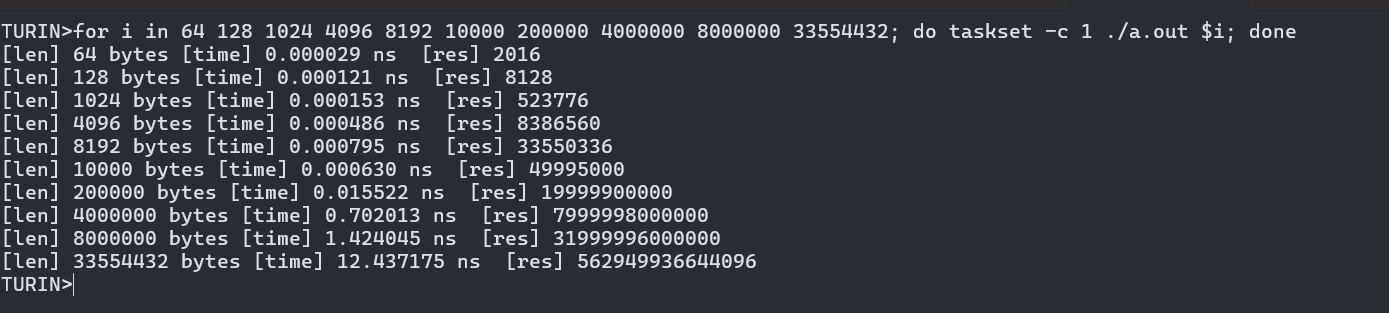 TURIN>for i in 64 128 1024 4096 8192 10000 200000 4000000 8000000 33554432; do taskset -c 1 ./a.out $i; done
[len] 64 bytes [time] 0.000029 ns  [res] 2016
[len] 128 bytes [time] 0.000121 ns  [res] 8128
[len] 1024 bytes [time] 0.000153 ns  [res] 523776
[len] 4096 bytes [time] 0.000486 ns  [res] 8386560
[len] 8192 bytes [time] 0.000795 ns  [res] 33550336
[len] 10000 bytes [time] 0.000630 ns  [res] 49995000
[len] 200000 bytes [time] 0.015522 ns  [res] 19999900000
[len] 4000000 bytes [time] 0.702013 ns  [res] 7999998000000
[len] 8000000 bytes [time] 1.424045 ns  [res] 31999996000000
[len] 33554432 bytes [time] 12.437175 ns  [res] 562949936644096
TURIN>